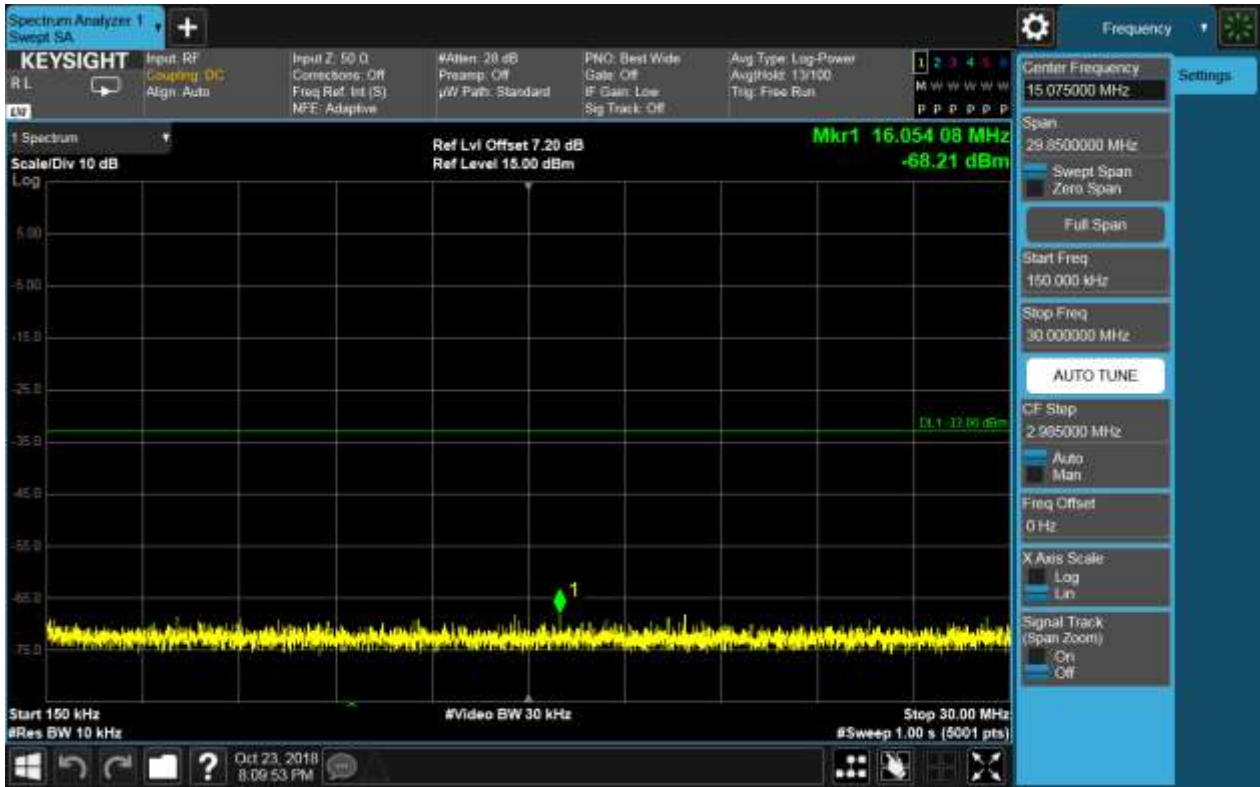 Spectrum Analyzer 1
Swept SA
Frequency
KEYSIGHT
R L
Input: RF
Coupling: DC
Align: Auto
Input Z: 50 Ω
Corrections: Off
Freq Ref: Int (S)
NFE: Adaptive
#Atten: 28 dB
Preamp: Off
µW Path: Standard
PNO: Best Wide
Gate: Off
IF Gain: Low
Sig Track: Off
Avg Type: Log-Power
Avg|Hold: 13/100
Trig: Free Run
1 2 3 4 5 6
M W W W W W
P P P P P P
1 Spectrum
Scale/Div 10 dB
Log
Ref Lvl Offset 7.20 dB
Ref Level 15.00 dBm
Mkr1 16.054 08 MHz
-68.21 dBm
5.00
-5.00
-15.0
-25.0
-35.0
-45.0
-55.0
-65.0
-75.0
DL1 -33.00 dBm
1
Start 150 kHz
#Res BW 10 kHz
#Video BW 30 kHz
Stop 30.00 MHz
#Sweep 1.00 s (5001 pts)
Center Frequency
15.075000 MHz
Settings
Span
29.8500000 MHz
Swept Span
Zero Span
Full Span
Start Freq
150.000 kHz
Stop Freq
30.000000 MHz
AUTO TUNE
CF Step
2.985000 MHz
Auto
Man
Freq Offset
0 Hz
X Axis Scale
Log
Lin
Signal Track
(Span Zoom)
On
Off
?
Oct 23, 2018
8:09:53 PM